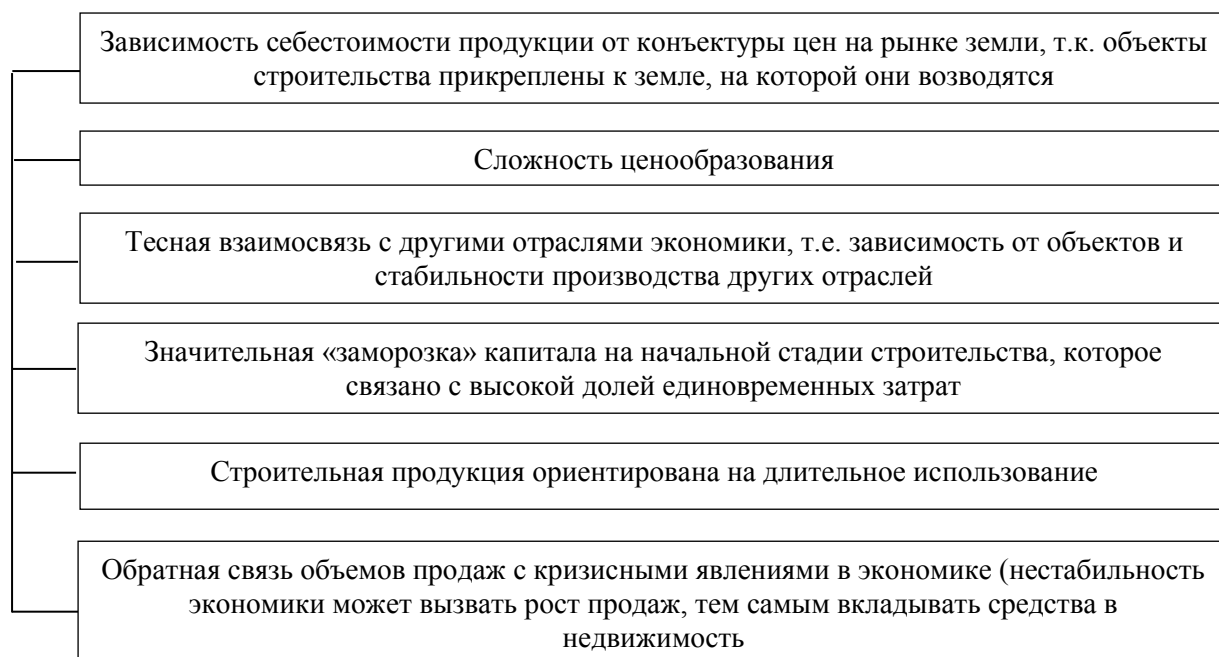 Зависимость себестоимости продукции от конъектуры цен на рынке земли, т.к. объекты
строительства прикреплены к земле, на которой они возводятся
Сложность ценообразования
Тесная взаимосвязь с другими отраслями экономики, т.е. зависимость от объектов и
стабильности производства других отраслей
Значительная «заморозка» капитала на начальной стадии строительства, которое
связано с высокой долей единовременных затрат
Строительная продукция ориентирована на длительное использование
Обратная связь объемов продаж с кризисными явлениями в экономике (нестабильность
экономики может вызвать рост продаж, тем самым вкладывать средства в
недвижимость